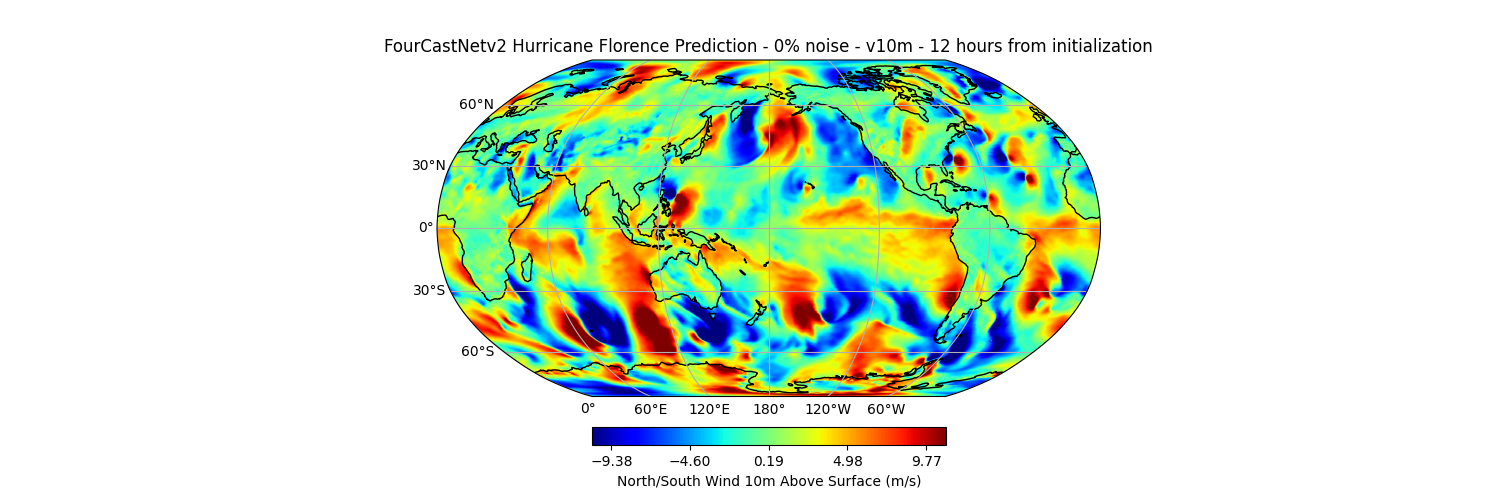 FourCastNetv2 Hurricane Florence Prediction - 0% noise - v10m - 12 hours from initialization
60°N
30°N
0°
30°S
60°S
0° 60°E 120°E 180° 120°W 60°W
−9.38 −4.60 0.19 4.98 9.77
North/South Wind 10m Above Surface (m/s)